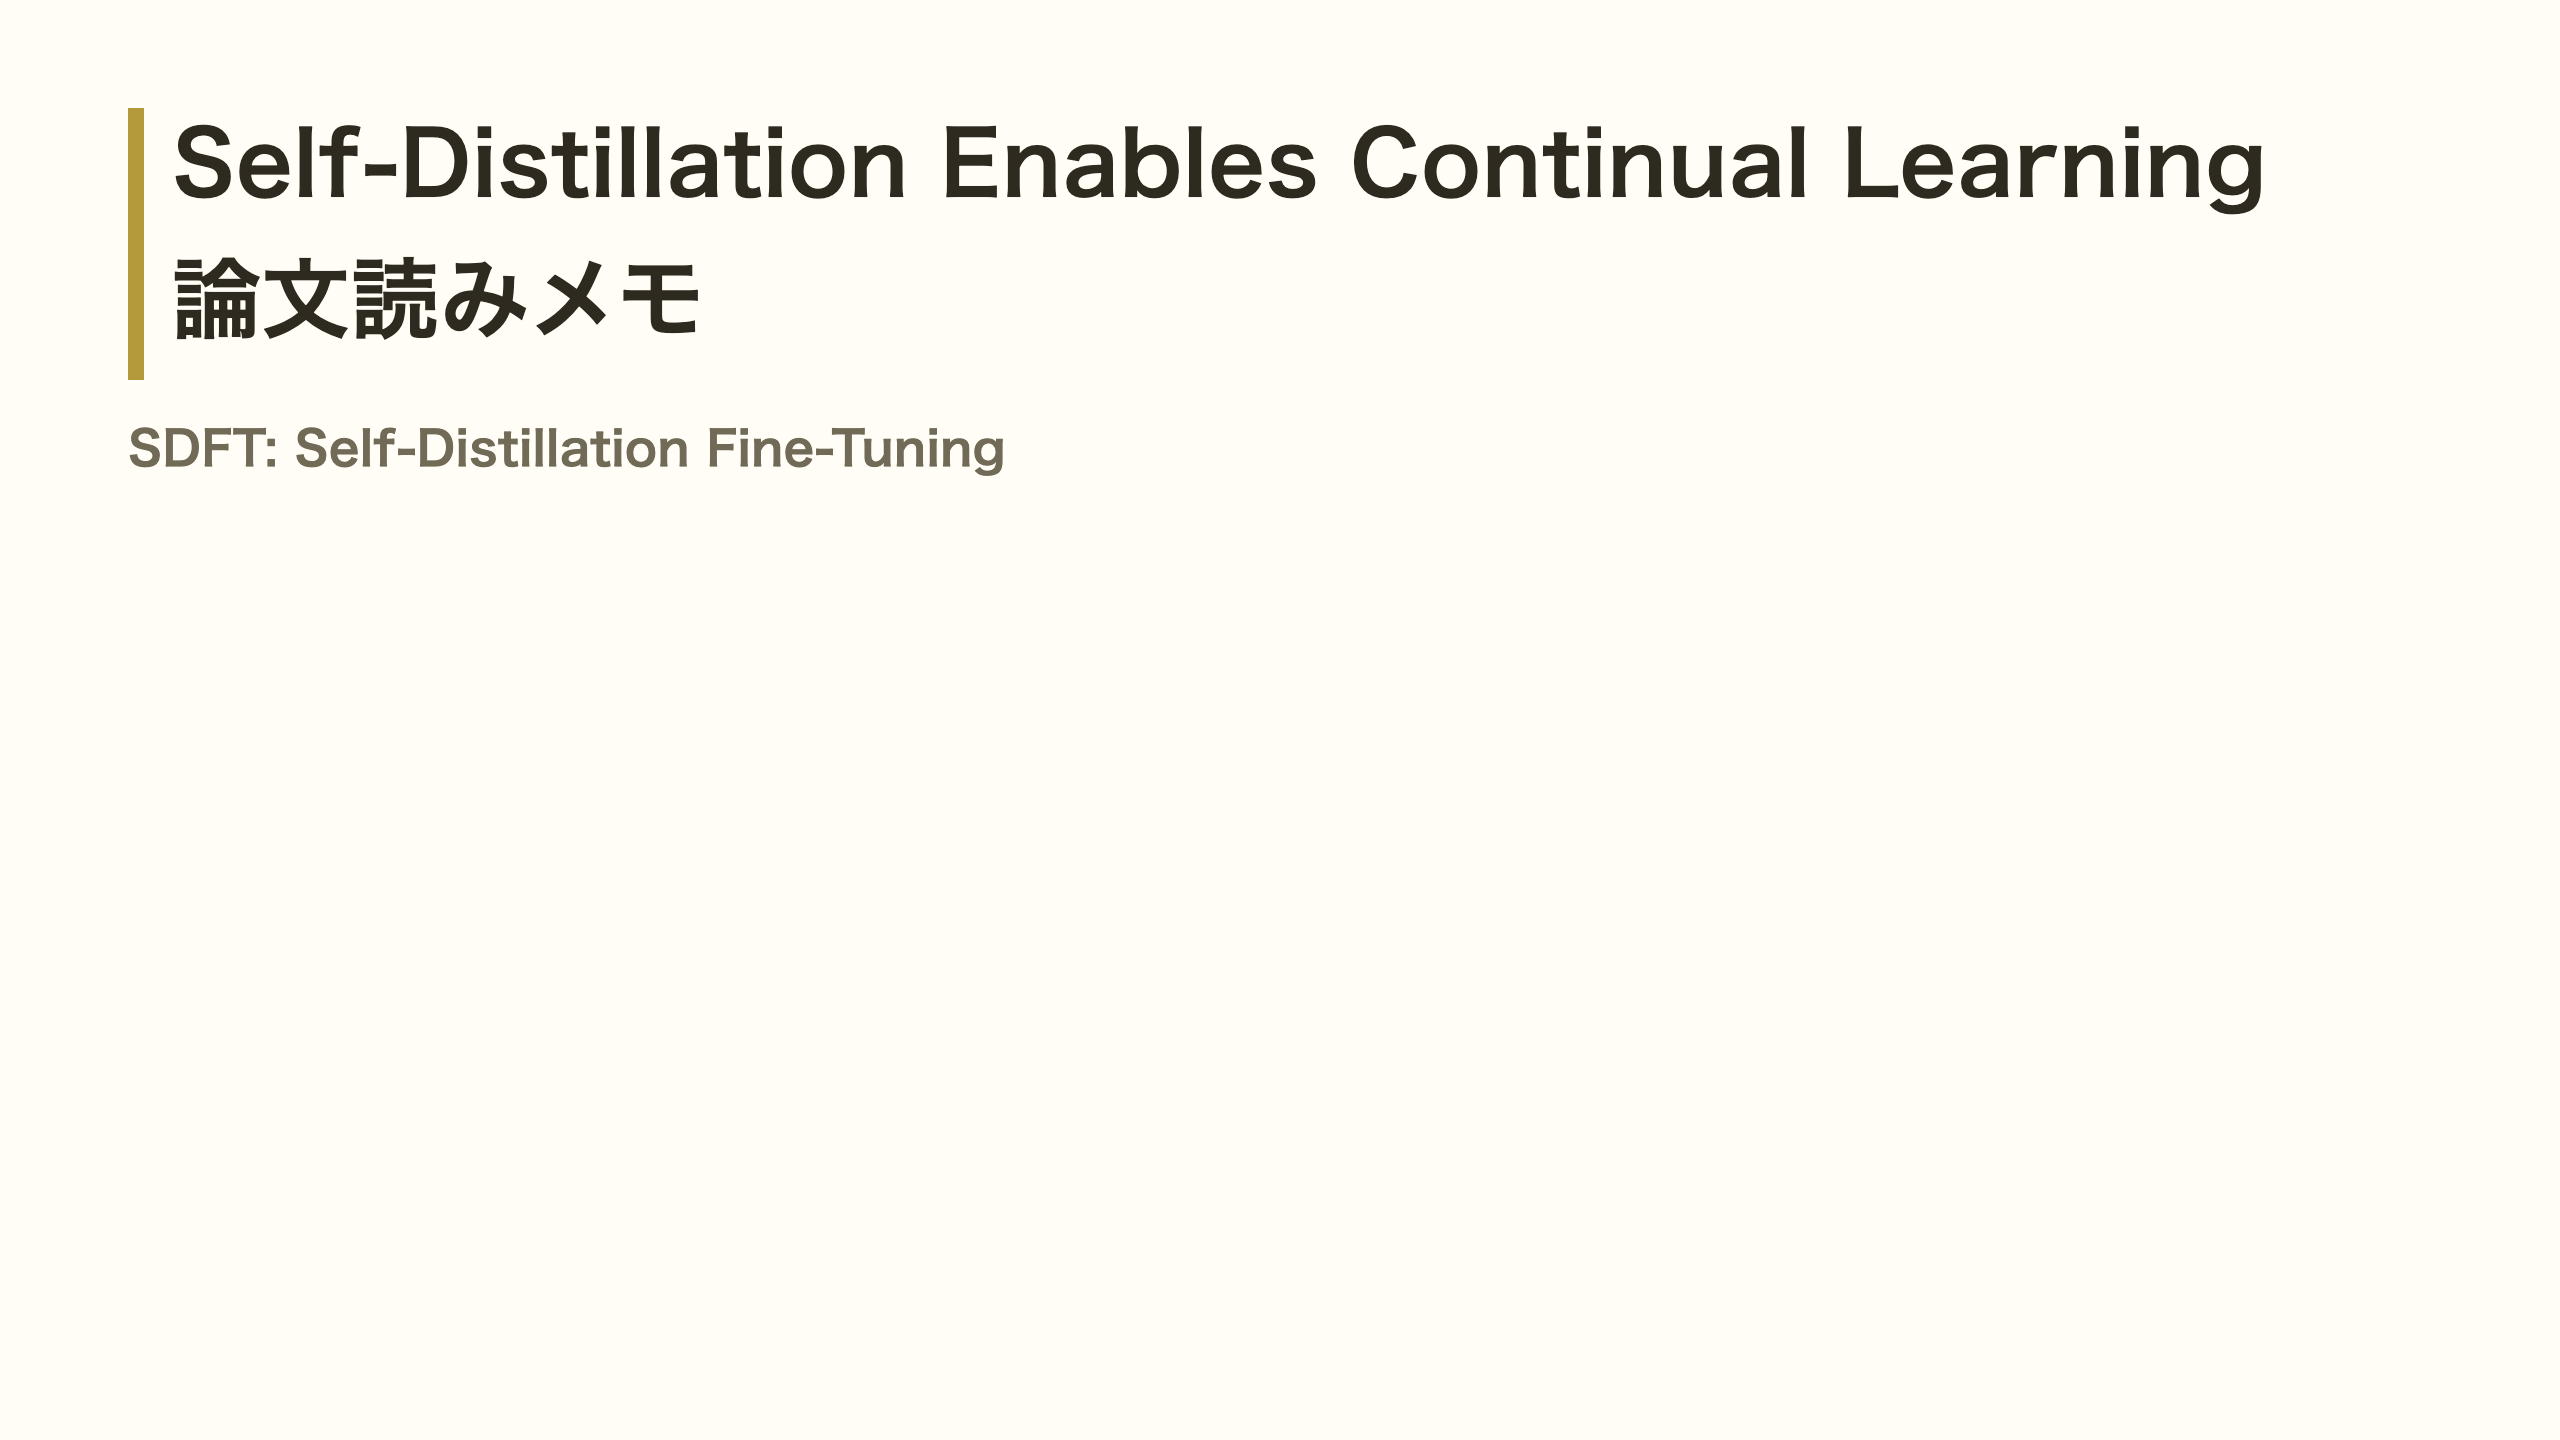 Self-Distillation Enables Continual Learning
論文読みメモ
SDFT: Self-Distillation Fine-Tuning